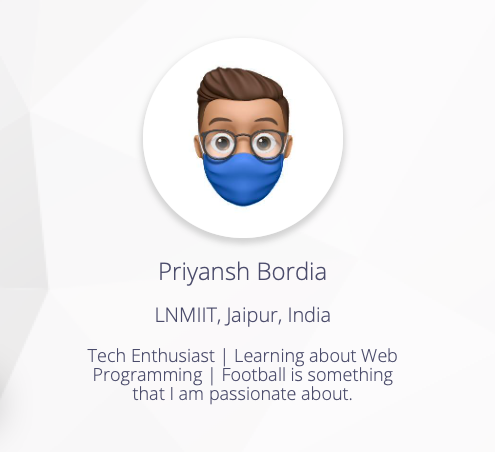 Priyansh Bordia
LNMIIT, Jaipur, India
Tech Enthusiast | Learning about Web
Programming | Football is something
that I am passionate about.